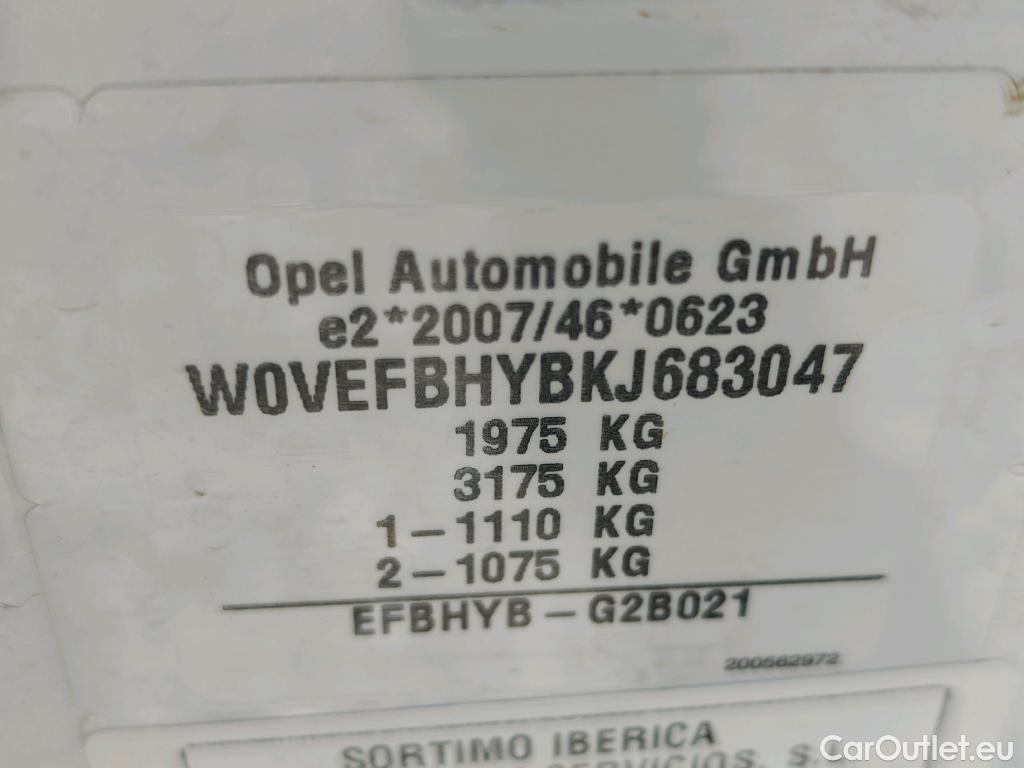 Opel Automobile GmbH
e2*2007/46*0623
W0VEFBHYBKJ683047
1975 KG
3175 KG
1-1110 KG
2-1075 KG
EFBHYB-G2B021
200562972
SORTIMO IBERICA
SERVICIOS, S.
CarOutlet.eu